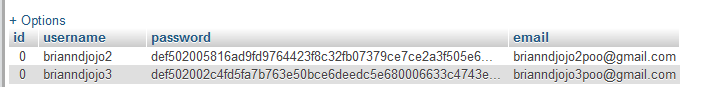 + Options
id username password email
0 brianndjojo2 def502005816ad9fd9764423f8c32fb07379ce7ce2a3f505e6... brianndjojo2poo@gmail.com
0 brianndjojo3 def502002c4fd5fa7b763e50bce6deedc5e680006633c4743e... brianndjojo3poo@gmail.com